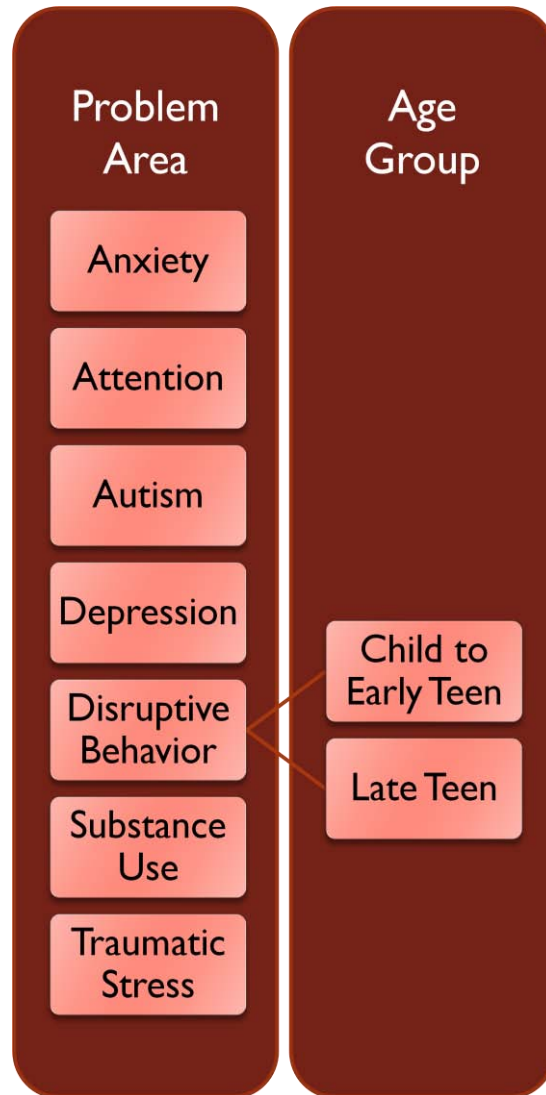 Problem
Area
Anxiety
Attention
Autism
Depression
Disruptive
Behavior
Substance
Use
Traumatic
Stress
Age
Group
Child to
Early Teen
Late Teen